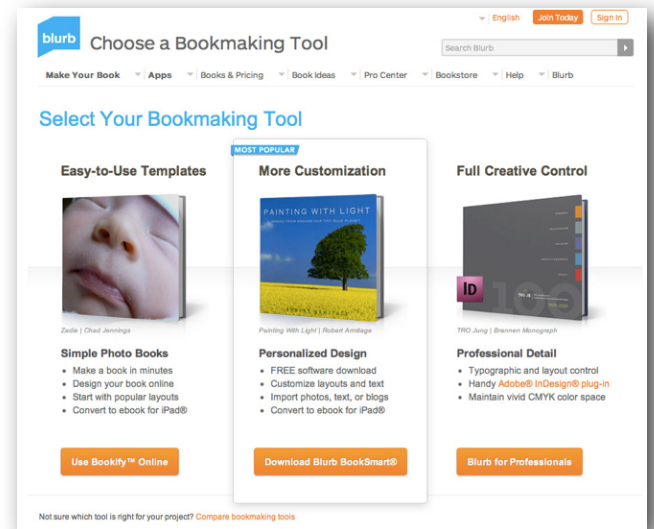 English
Join Today
Sign In
blurb
Choose a Bookmaking Tool
Search Blurb
Make Your Book
Apps
Books & Pricing
Book Ideas
Pro Center
Bookstore
Help
Blurb
Select Your Bookmaking Tool
MOST POPULAR
Easy-to-Use Templates
Zadie | Chad Jennings
Simple Photo Books
• Make a book in minutes
• Design your book online
• Start with popular layouts
• Convert to ebook for iPad®
Use Bookify™ Online
More Customization
PAINTING WITH LIGHT
Painting With Light | Robert Armitage
Personalized Design
• FREE software download
• Customize layouts and text
• Import photos, text, or blogs
• Convert to ebook for iPad®
Download Blurb BookSmart®
Full Creative Control
ID
100
TRO Jung | Brennen Monograph
Professional Detail
• Typographic and layout control
• Handy Adobe® InDesign® plug-in
• Maintain vivid CMYK color space
Blurb for Professionals
Not sure which tool is right for your project? Compare bookmaking tools